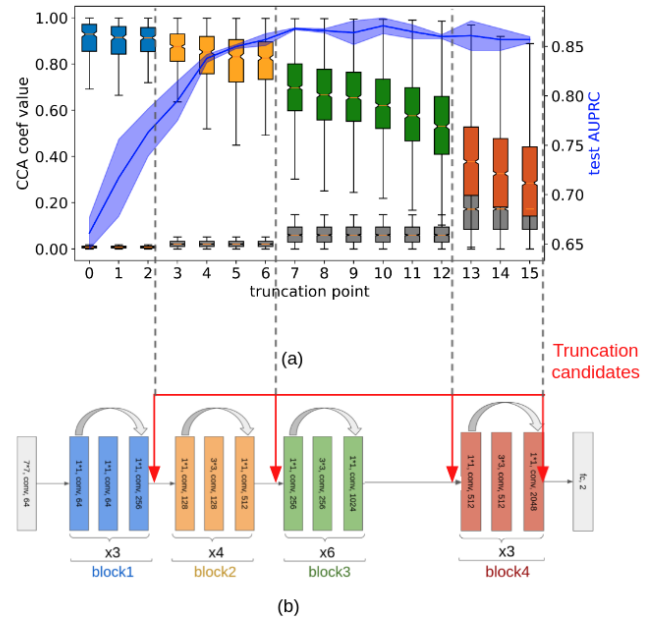 1.00
0.80
0.60
0.40
0.20
0.00
CCA coef value
0.85
0.80
0.75
0.70
0.65
test AUPRC
0 1 2 3 4 5 6 7 8 9 10 11 12 13 14 15
truncation point
(a)
Truncation
candidates
7*7, conv, 64
1*1, conv, 64
1*1, conv, 64
1*1, conv, 256
1*1, conv, 128
3*3, conv, 128
1*1, conv, 512
1*1, conv, 256
3*3, conv, 256
1*1, conv, 1024
1*1, conv, 512
3*3, conv, 512
1*1, conv, 2048
fc, 2
x3 x4 x6 x3
block1 block2 block3 block4
(b)